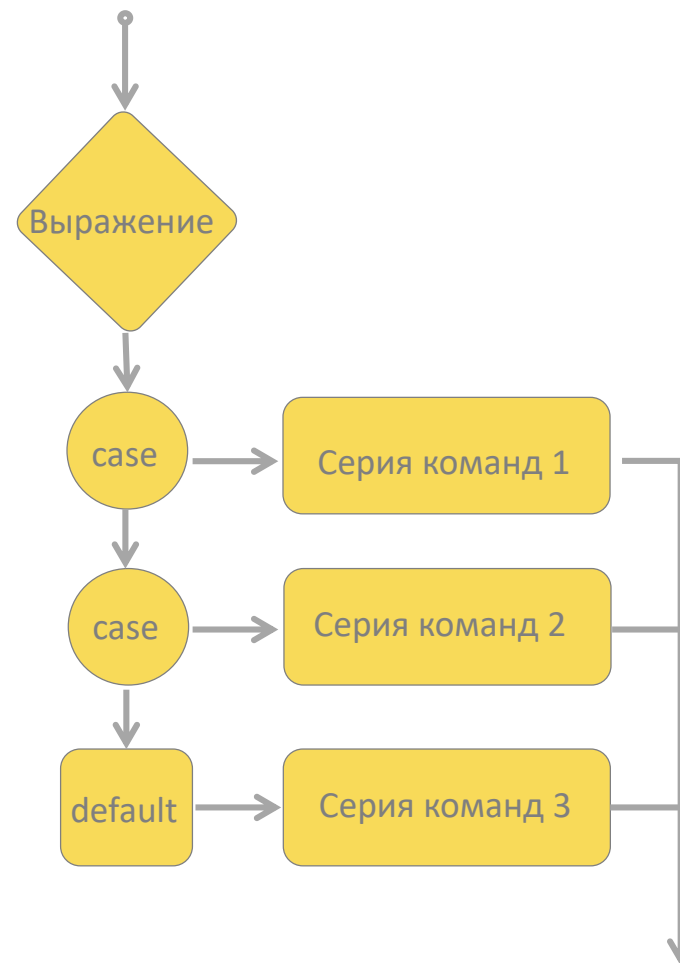 Выражение
case
Серия команд 1
case
Серия команд 2
default
Серия команд 3